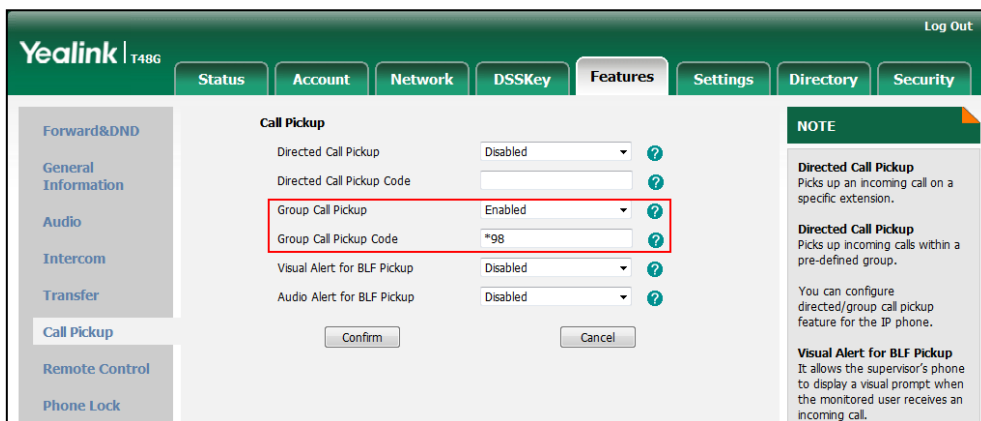 Log Out
Yealink | T48G
Status Account Network DSSKey Features Settings Directory Security
Forward&DND
General
Information
Audio
Intercom
Transfer
Call Pickup
Remote Control
Phone Lock
Call Pickup
Directed Call Pickup Disabled ?
Directed Call Pickup Code ?
Group Call Pickup Enabled ?
Group Call Pickup Code *98 ?
Visual Alert for BLF Pickup Disabled ?
Audio Alert for BLF Pickup Disabled ?
Confirm Cancel
NOTE
Directed Call Pickup
Picks up an incoming call on a
specific extension.
Directed Call Pickup
Picks up incoming calls within a
pre-defined group.
You can configure
directed/group call pickup
feature for the IP phone.
Visual Alert for BLF Pickup
It allows the supervisor's phone
to display a visual prompt when
the monitored user receives an
incoming call.